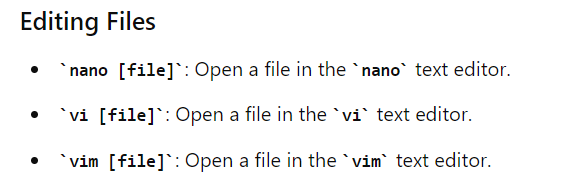 Editing Files
• `nano [file]`: Open a file in the `nano` text editor.
• `vi [file]`: Open a file in the `vi` text editor.
• `vim [file]`: Open a file in the `vim` text editor.